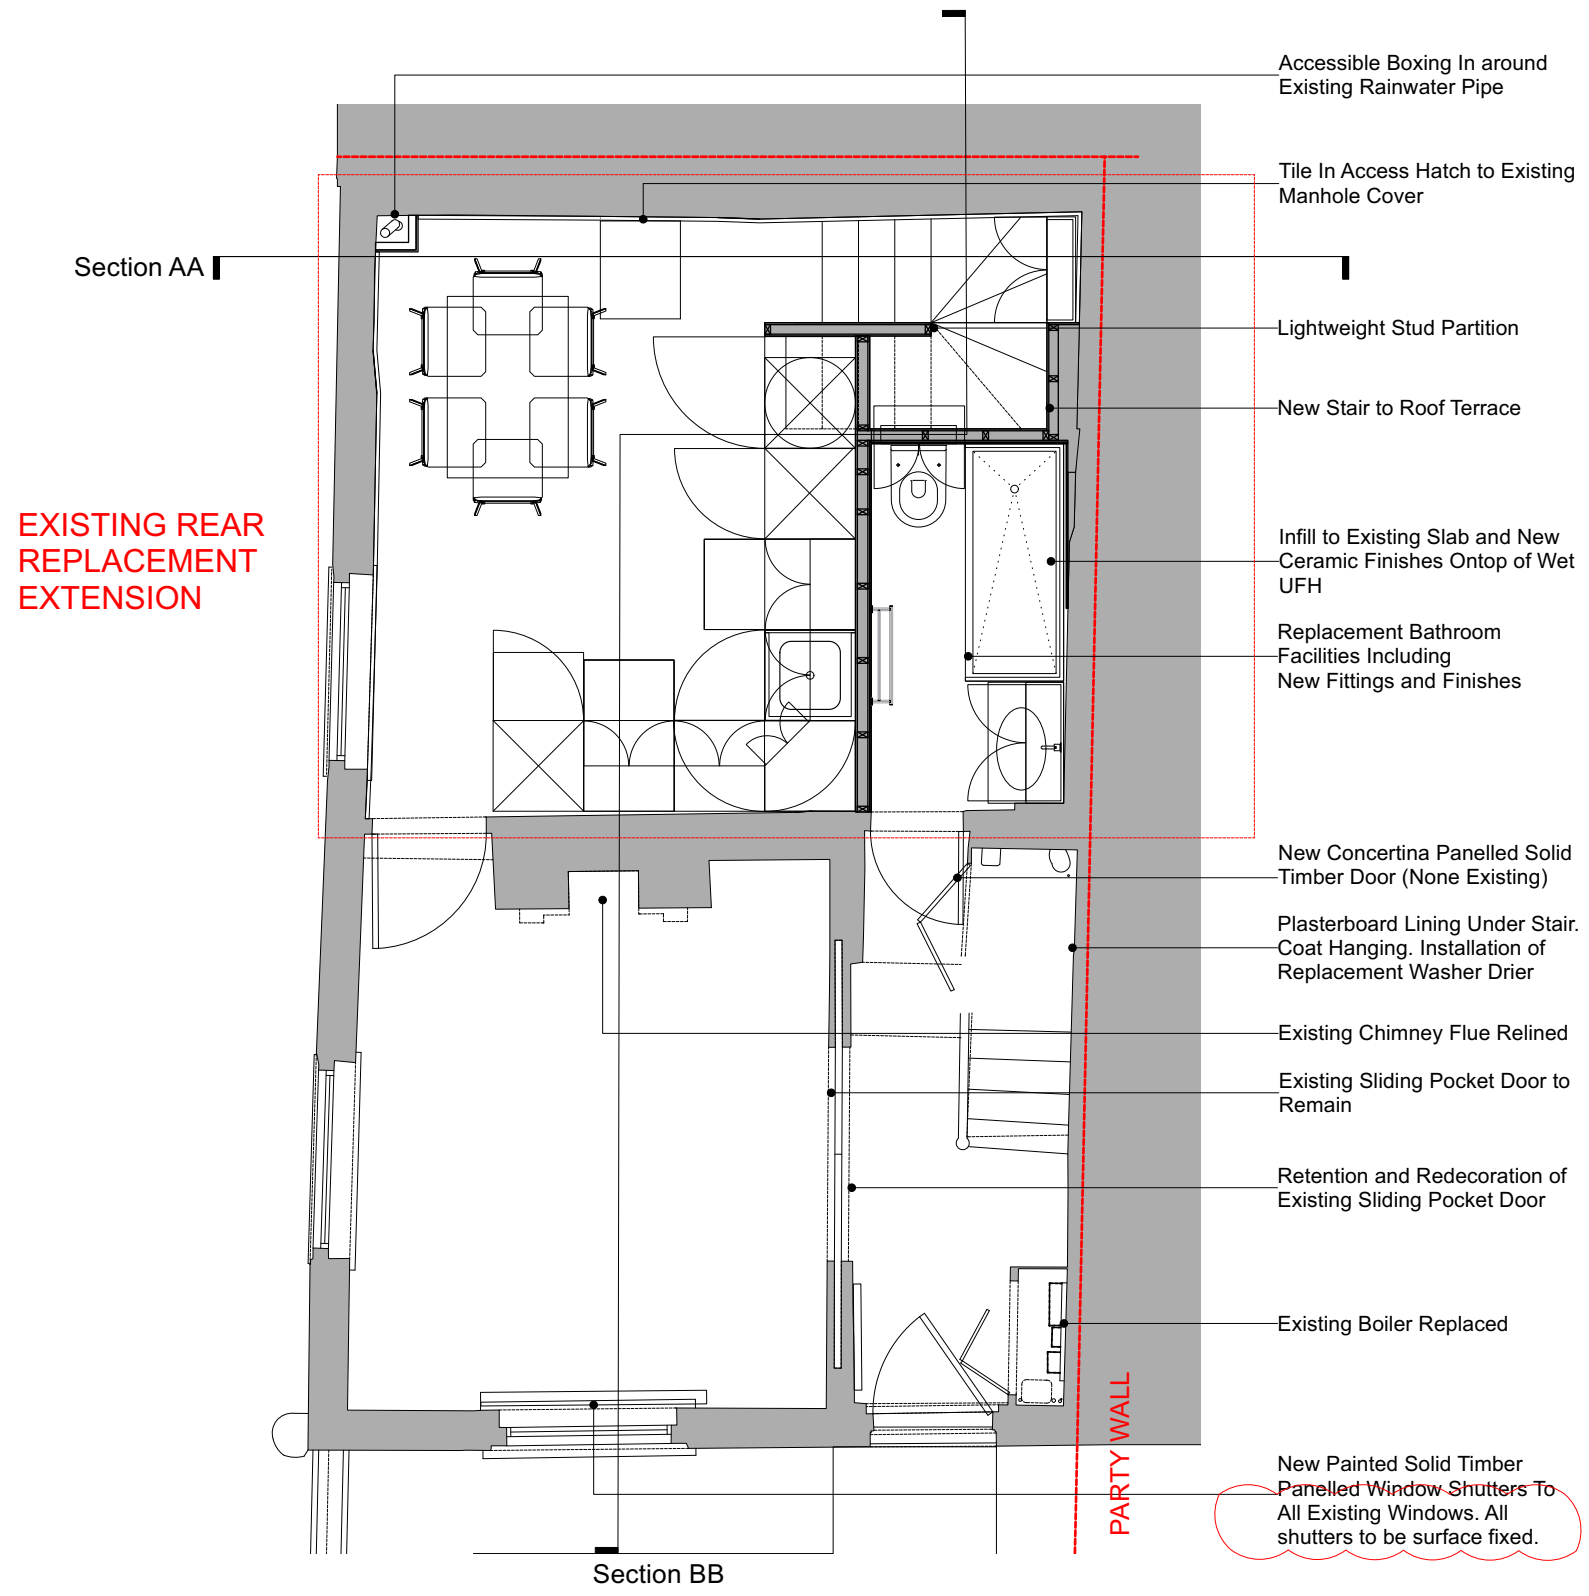 Accessible Boxing In around
Existing Rainwater Pipe
Tile In Access Hatch to Existing
Manhole Cover
Section AA
Lightweight Stud Partition
New Stair to Roof Terrace
EXISTING REAR
REPLACEMENT
EXTENSION
Infill to Existing Slab and New
Ceramic Finishes Ontop of Wet
UFH
Replacement Bathroom
Facilities Including
New Fittings and Finishes
New Concertina Panelled Solid
Timber Door (None Existing)
Plasterboard Lining Under Stair.
Coat Hanging. Installation of
Replacement Washer Drier
Existing Chimney Flue Relined
Existing Sliding Pocket Door to
Remain
Retention and Redecoration of
Existing Sliding Pocket Door
Existing Boiler Replaced
PARTY WALL
New Painted Solid Timber
Panelled Window Shutters To
All Existing Windows. All
shutters to be surface fixed.
Section BB